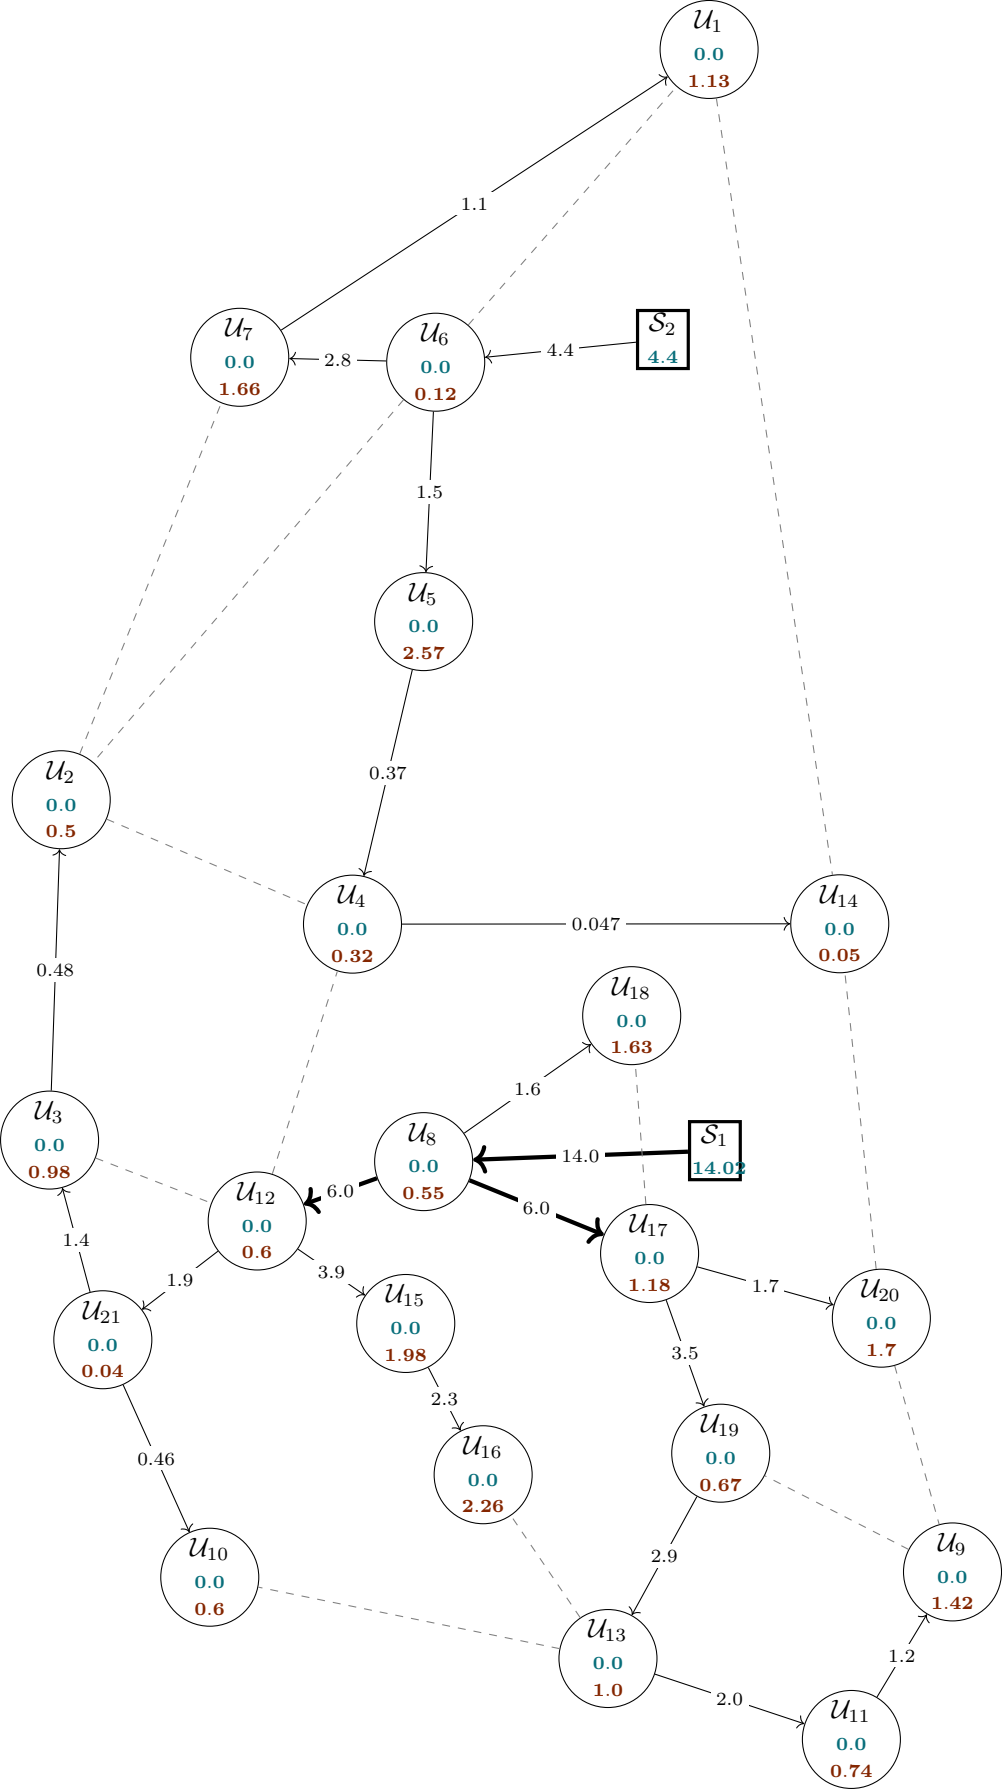 𝒰₁
0.0
1.13
1.1
𝒰₇
0.0
1.66
2.8
𝒰₆
0.0
0.12
4.4
𝒮₂
4.4
1.5
𝒰₅
0.0
2.57
0.37
𝒰₂
0.0
0.5
𝒰₄
0.0
0.32
0.047
𝒰₁₄
0.0
0.05
0.48
𝒰₁₈
0.0
1.63
1.6
𝒰₃
0.0
0.98
𝒰₈
0.0
0.55
14.0
𝒮₁
14.02
𝒰₁₂
0.0
0.6
6.0
6.0
𝒰₁₇
0.0
1.18
1.4
1.9
3.9
1.7
𝒰₂₁
0.0
0.04
𝒰₁₅
0.0
1.98
𝒰₂₀
0.0
1.7
3.5
2.3
𝒰₁₉
0.0
0.67
0.46
𝒰₁₆
0.0
2.26
𝒰₁₀
0.0
0.6
2.9
𝒰₉
0.0
1.42
𝒰₁₃
0.0
1.0
1.2
2.0
𝒰₁₁
0.0
0.74